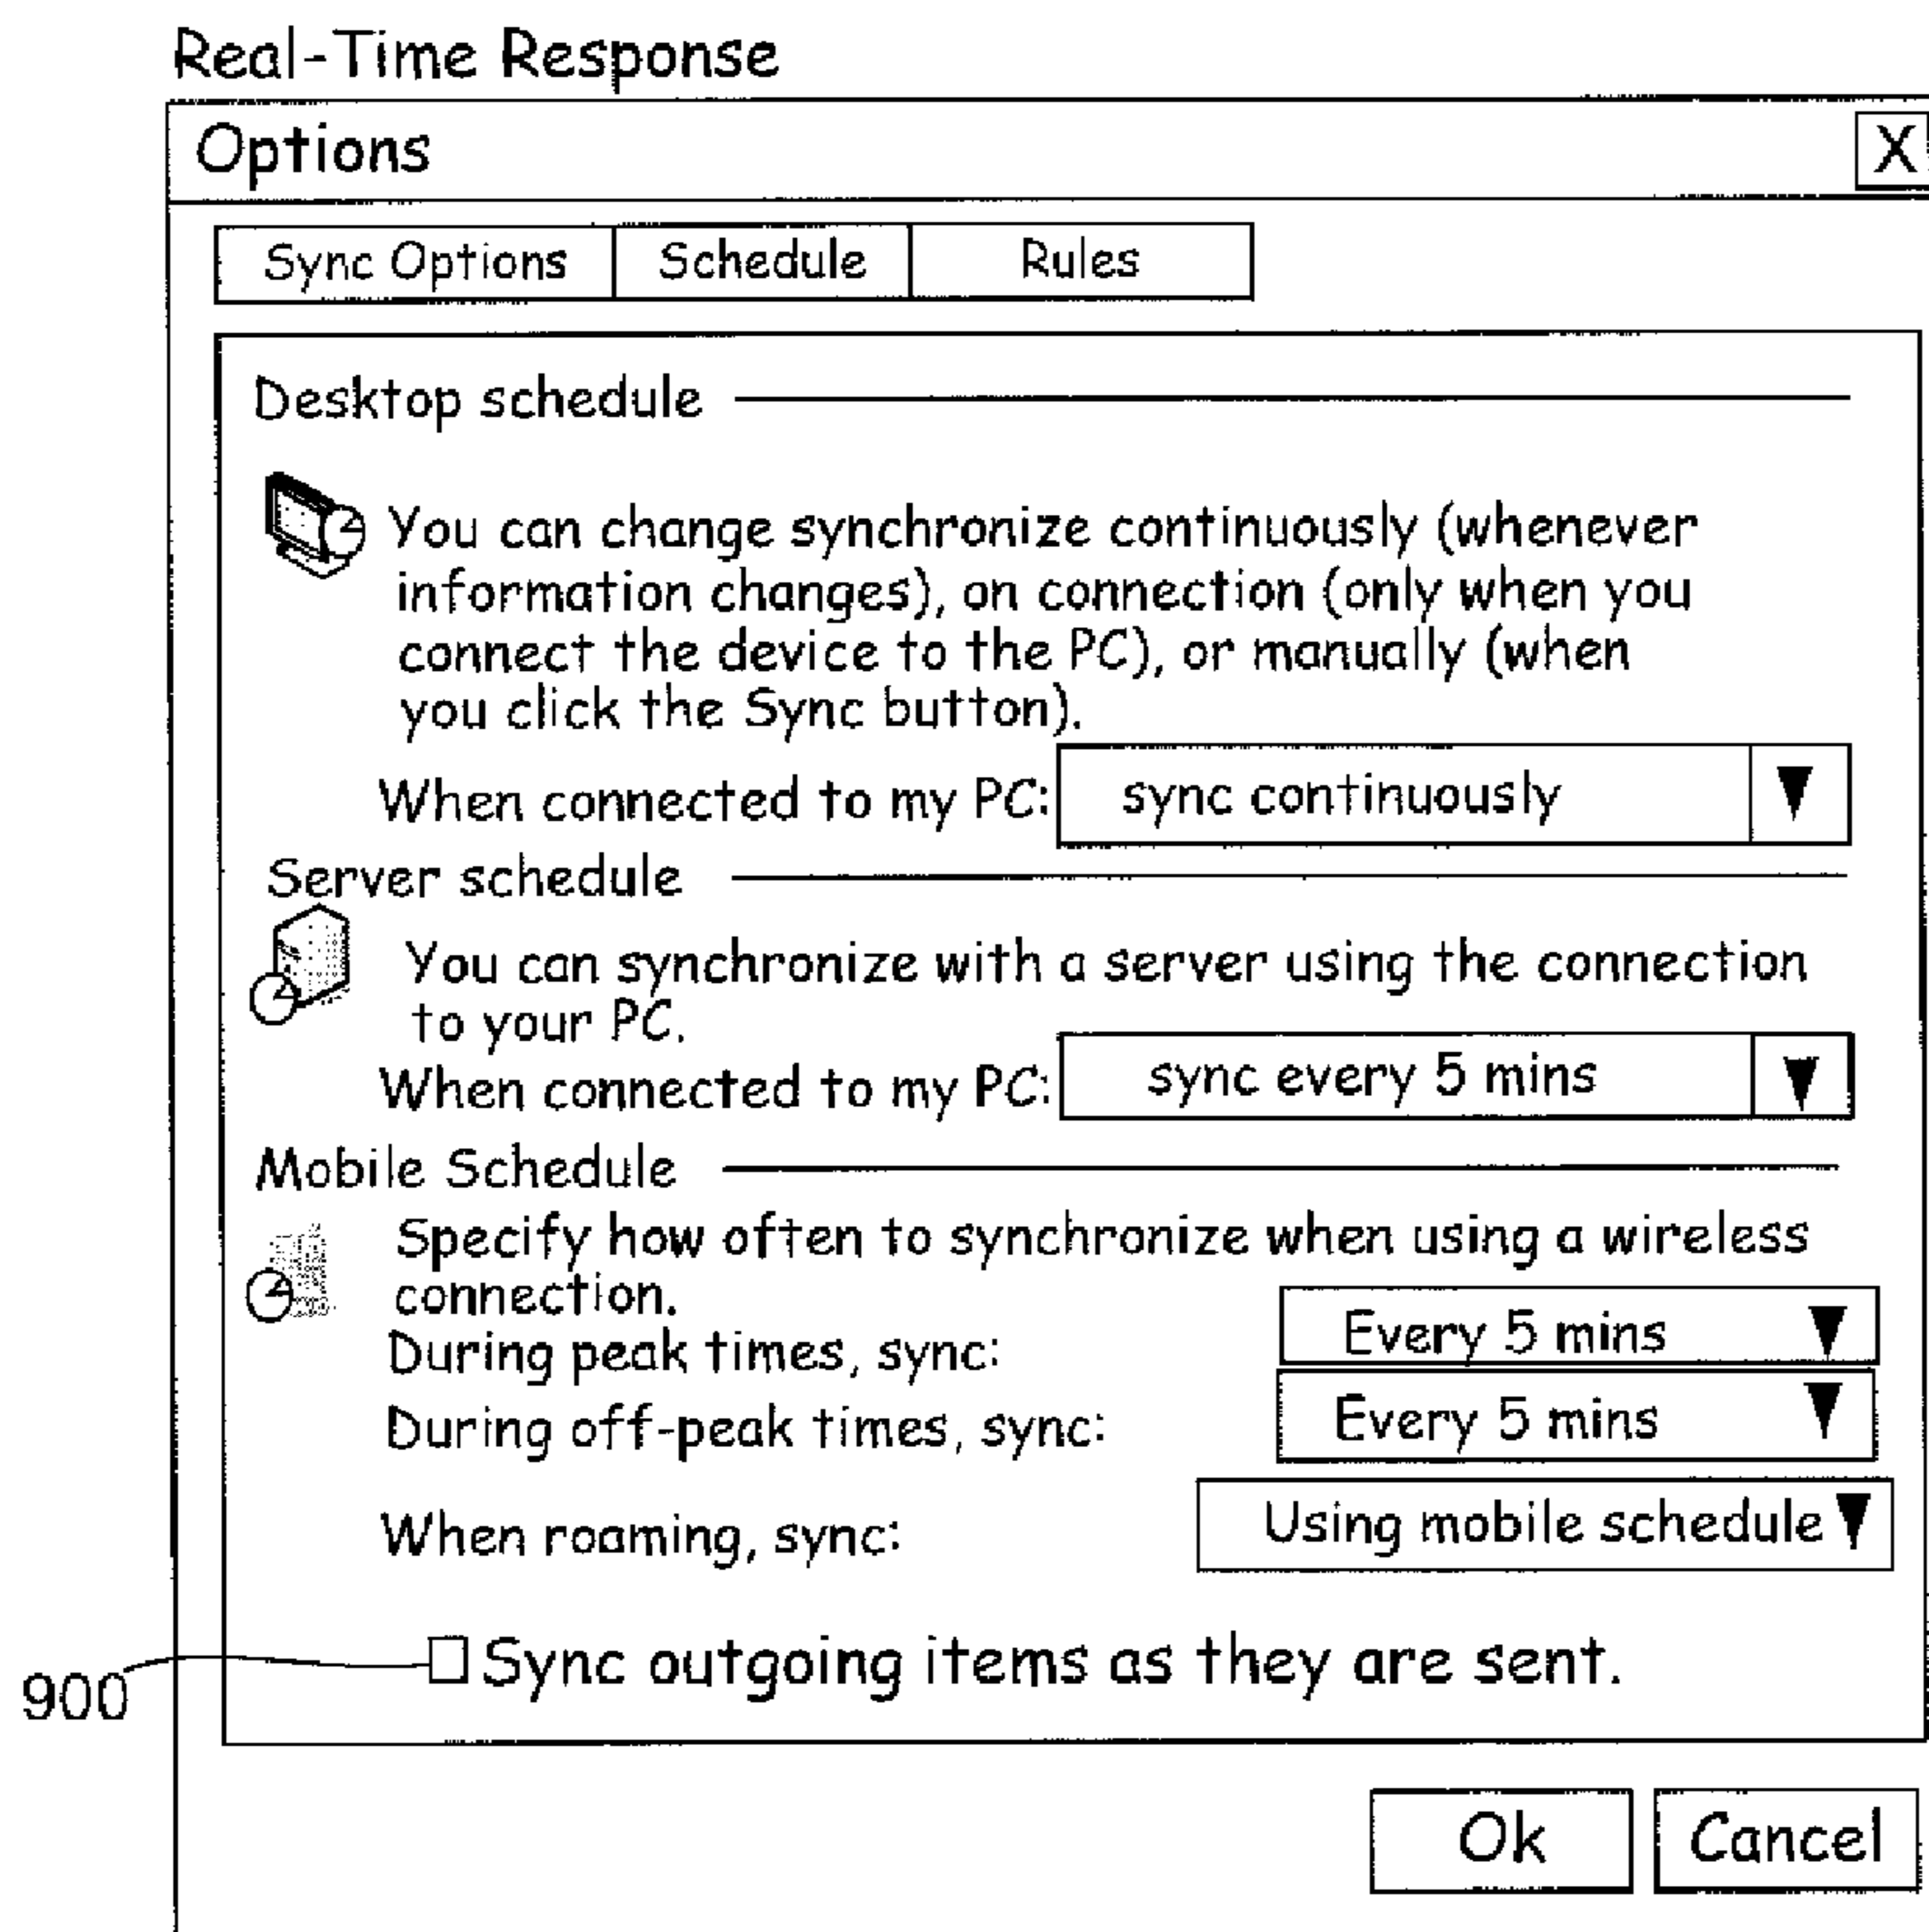 Real-Time Response
Options
X
Sync Options Schedule Rules
Desktop schedule
You can change synchronize continuously (whenever
information changes), on connection (only when you
connect the device to the PC), or manually (when
you click the Sync button).
When connected to my PC: sync continuously
Server schedule
You can synchronize with a server using the connection
to your PC.
When connected to my PC: sync every 5 mins
Mobile Schedule
Specify how often to synchronize when using a wireless
connection.
During peak times, sync: Every 5 mins
During off-peak times, sync: Every 5 mins
When roaming, sync: Using mobile schedule
Sync outgoing items as they are sent.
900
Ok Cancel